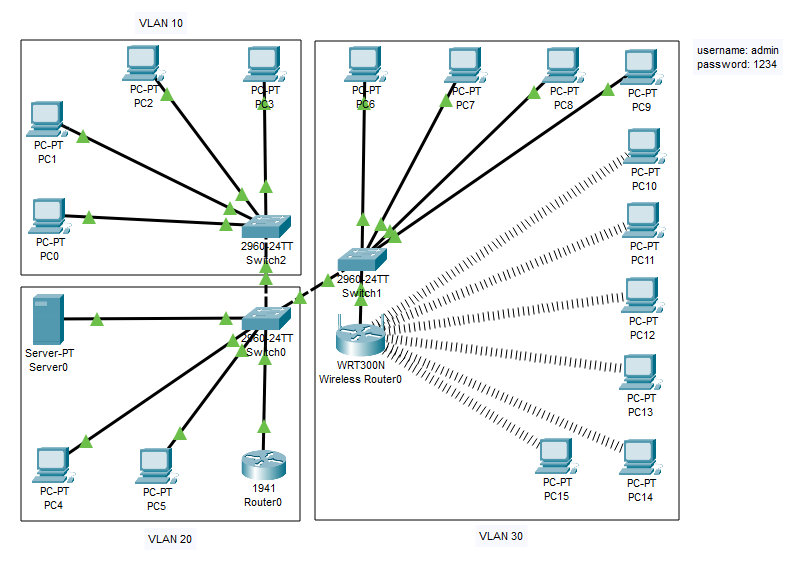 VLAN 10
username: admin
password: 1234
PC-PT
PC2
PC-PT
PC3
PC-PT
PC1
PC-PT
PC0
2960-24TT
Switch2
PC-PT
PC6
PC-PT
PC7
PC-PT
PC8
PC-PT
PC9
PC-PT
PC10
PC-PT
PC11
PC-PT
PC12
PC-PT
PC13
PC-PT
PC14
PC-PT
PC15
2960-24TT
Switch1
WRT300N
Wireless Router0
Server-PT
Server0
2960-24TT
Switch0
PC-PT
PC4
PC-PT
PC5
1941
Router0
VLAN 20
VLAN 30